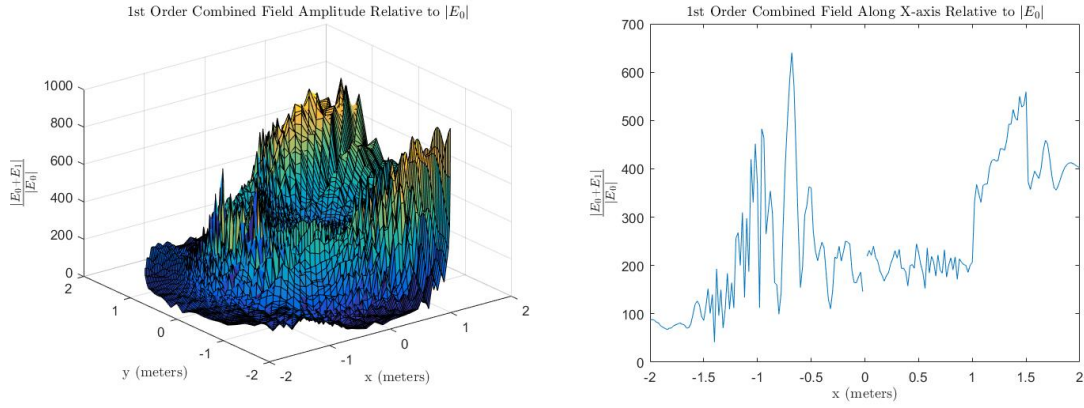 1st Order Combined Field Amplitude Relative to |E₀|
1000
800
600
400
200
0
|E₀+E₁|
|E₀|
2
1
0
-1
-2
y (meters)
-2
-1
0
1
2
x (meters)
1st Order Combined Field Along X-axis Relative to |E₀|
700
600
500
400
300
200
100
0
|E₀+E₁|
|E₀|
-2 -1.5 -1 -0.5 0 0.5 1 1.5 2
x (meters)